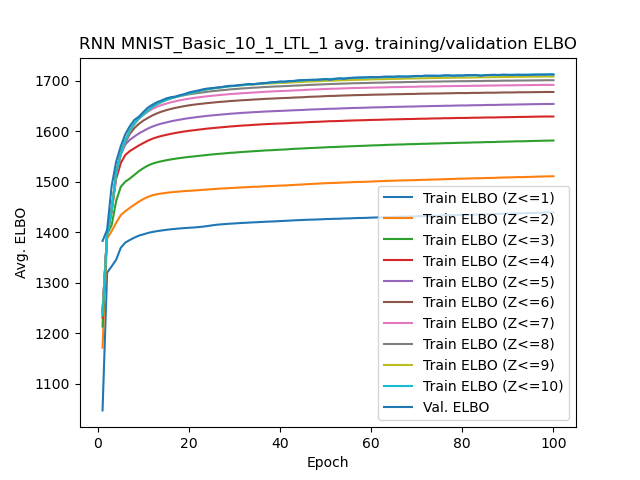 RNN MNIST_Basic_10_1_LTL_1 avg. training/validation ELBO
1700
1600
1500
1400
1300
1200
1100
Avg. ELBO
Train ELBO (Z<=1)
Train ELBO (Z<=2)
Train ELBO (Z<=3)
Train ELBO (Z<=4)
Train ELBO (Z<=5)
Train ELBO (Z<=6)
Train ELBO (Z<=7)
Train ELBO (Z<=8)
Train ELBO (Z<=9)
Train ELBO (Z<=10)
Val. ELBO
0 20 40 60 80 100
Epoch